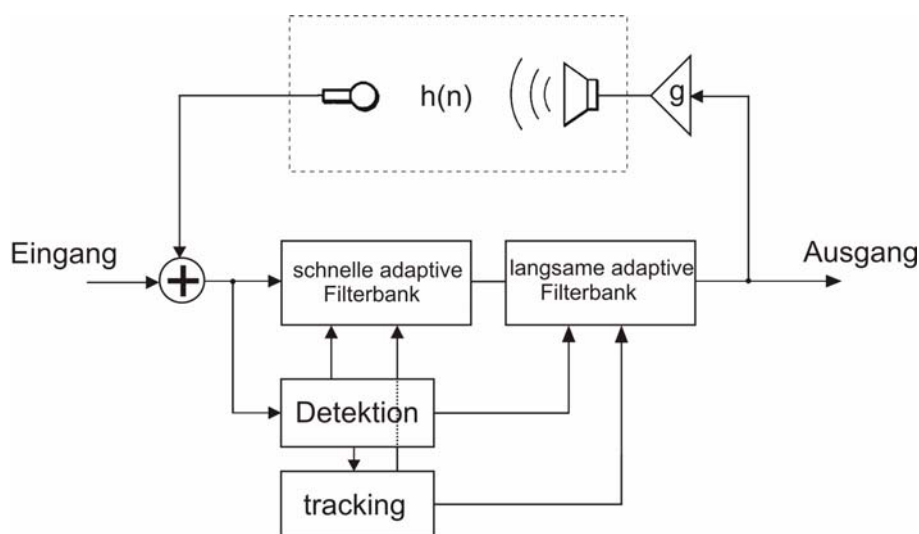 h(n)
g
Eingang
Ausgang
schnelle adaptive
Filterbank
langsame adaptive
Filterbank
Detektion
tracking